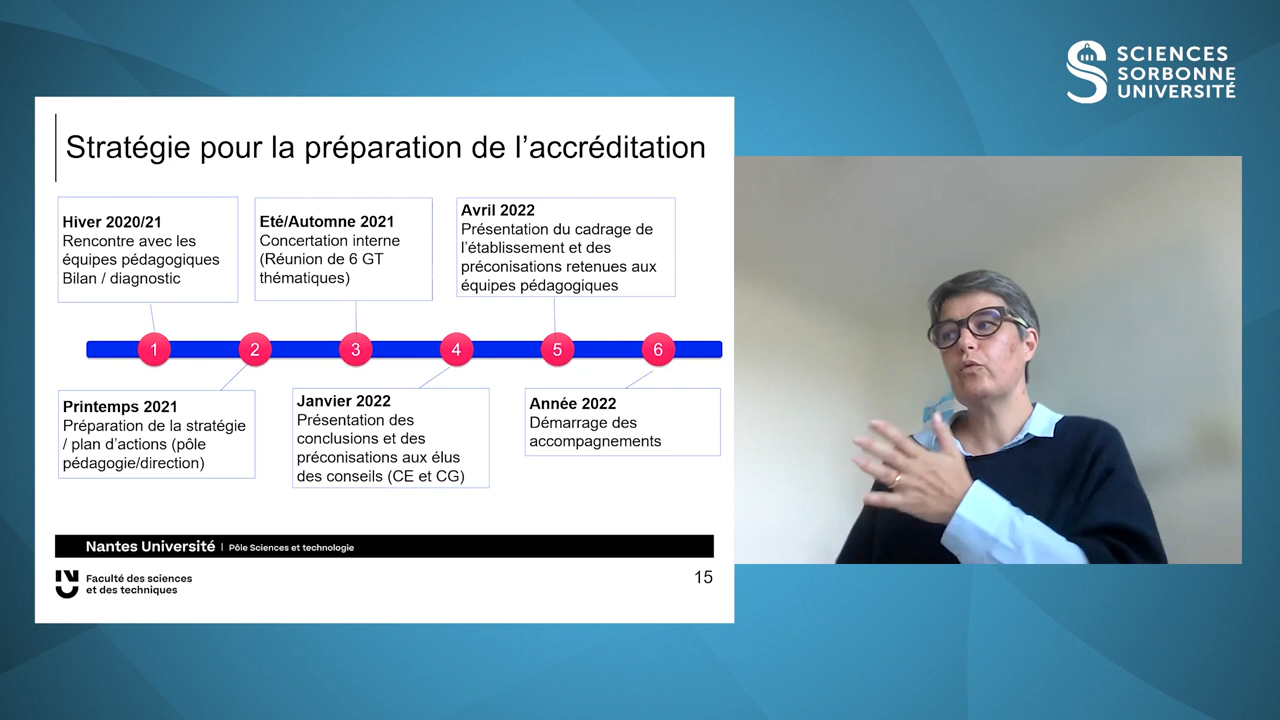 SCIENCES
SORBONNE
UNIVERSITÉ
Stratégie pour la préparation de l’accréditation
Hiver 2020/21
Rencontre avec les
équipes pédagogiques
Bilan / diagnostic
Eté/Automne 2021
Concertation interne
(Réunion de 6 GT
thématiques)
Avril 2022
Présentation du cadrage de
l’établissement et des
préconisations retenues aux
équipes pédagogiques
1
2
3
4
5
6
Printemps 2021
Préparation de la stratégie
/ plan d’actions (pôle
pédagogie/direction)
Janvier 2022
Présentation des
conclusions et des
préconisations aux élus
des conseils (CE et CG)
Année 2022
Démarrage des
accompagnements
Nantes Université | Pôle Sciences et technologie
Faculté des sciences
et des techniques
15